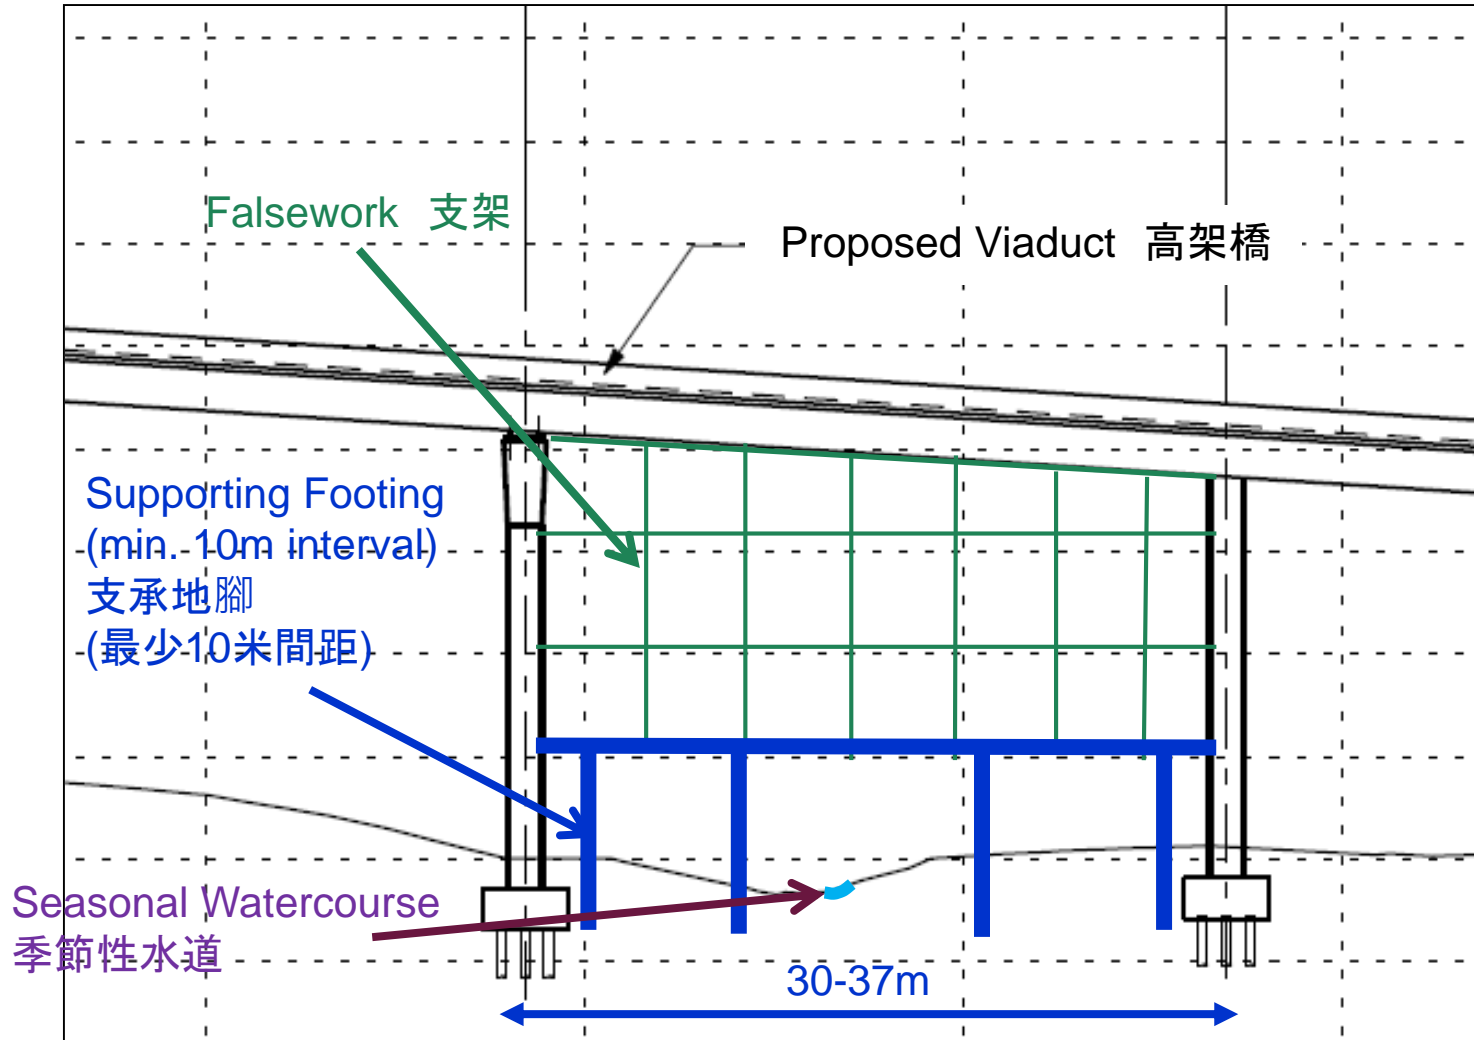 Falsework 支架
Proposed Viaduct 高架橋
Supporting Footing
(min. 10m interval)
支承地腳
(最少10米間距)
Seasonal Watercourse
季節性水道
30-37m